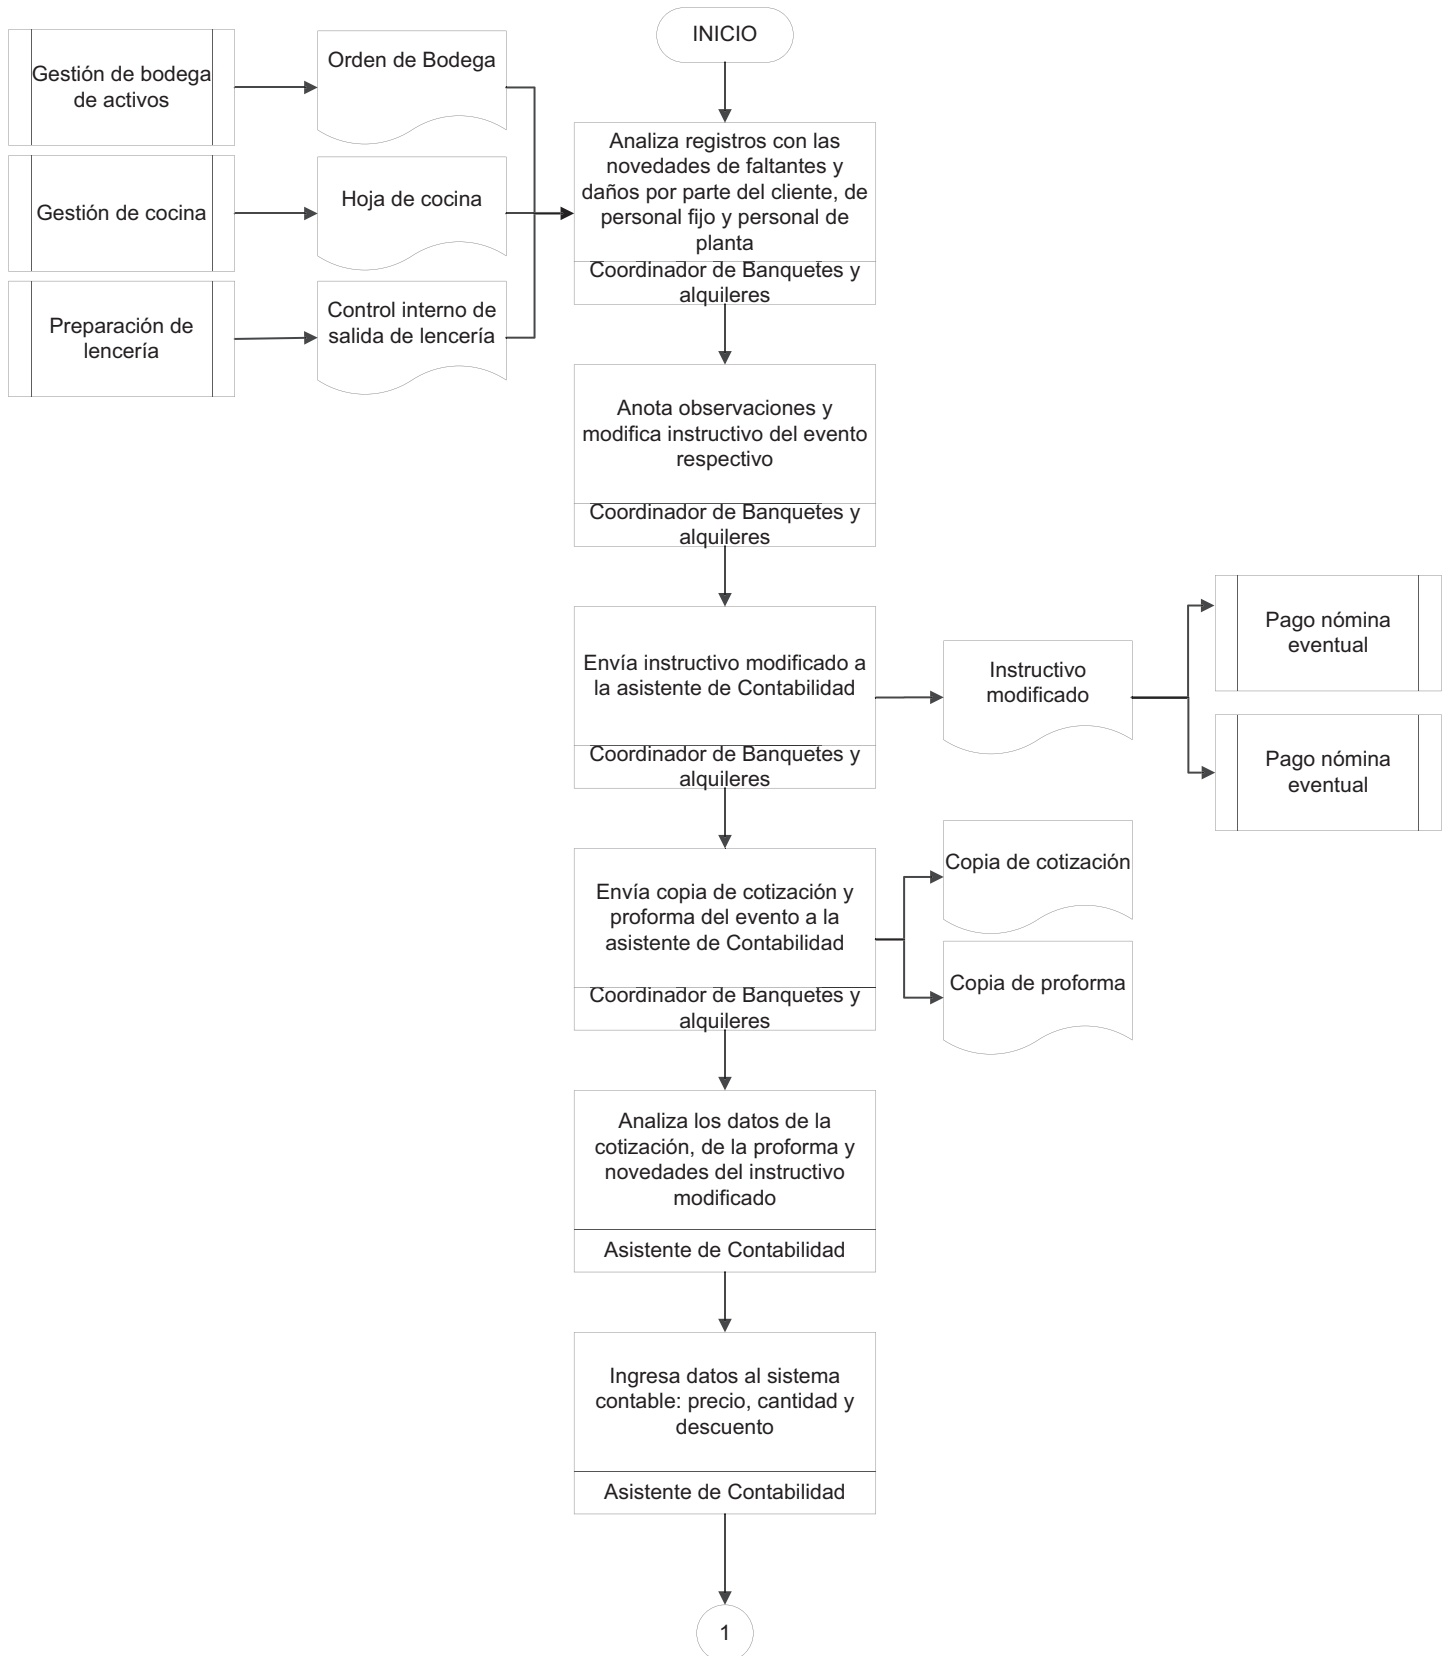 INICIO
Gestión de bodega
de activos
Orden de Bodega
Analiza registros con las
novedades de faltantes y
daños por parte del cliente, de
personal fijo y personal de
planta
Coordinador de Banquetes y
alquileres
Gestión de cocina
Hoja de cocina
Preparación de
lencería
Control interno de
salida de lencería
Anota observaciones y
modifica instructivo del evento
respectivo
Coordinador de Banquetes y
alquileres
Envía instructivo modificado a
la asistente de Contabilidad
Coordinador de Banquetes y
alquileres
Instructivo
modificado
Pago nómina
eventual
Pago nómina
eventual
Envía copia de cotización y
proforma del evento a la
asistente de Contabilidad
Coordinador de Banquetes y
alquileres
Copia de cotización
Copia de proforma
Analiza los datos de la
cotización, de la proforma y
novedades del instructivo
modificado
Asistente de Contabilidad
Ingresa datos al sistema
contable: precio, cantidad y
descuento
Asistente de Contabilidad
1